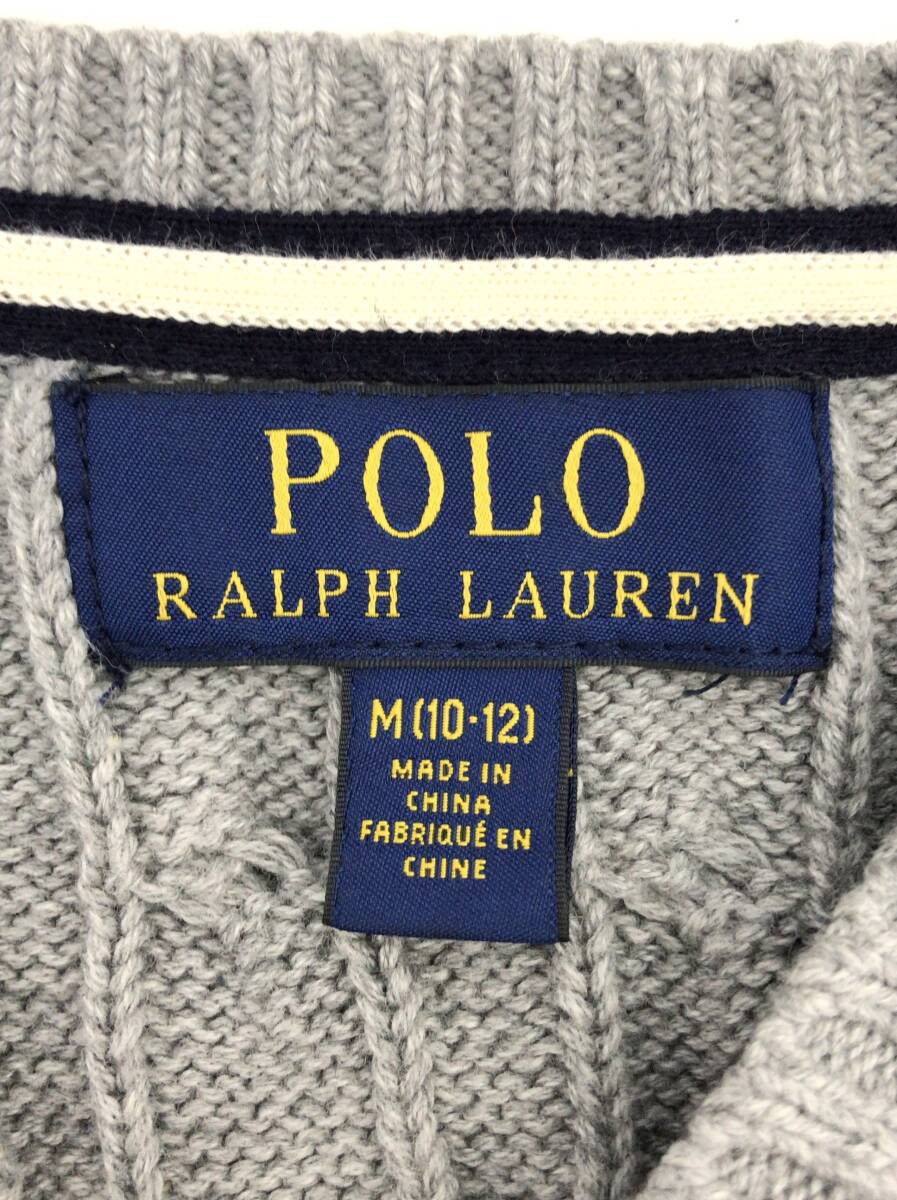 POLO
RALPH LAUREN
M(10·12)
MADE IN
CHINA
FABRIQUÉ EN
CHINE